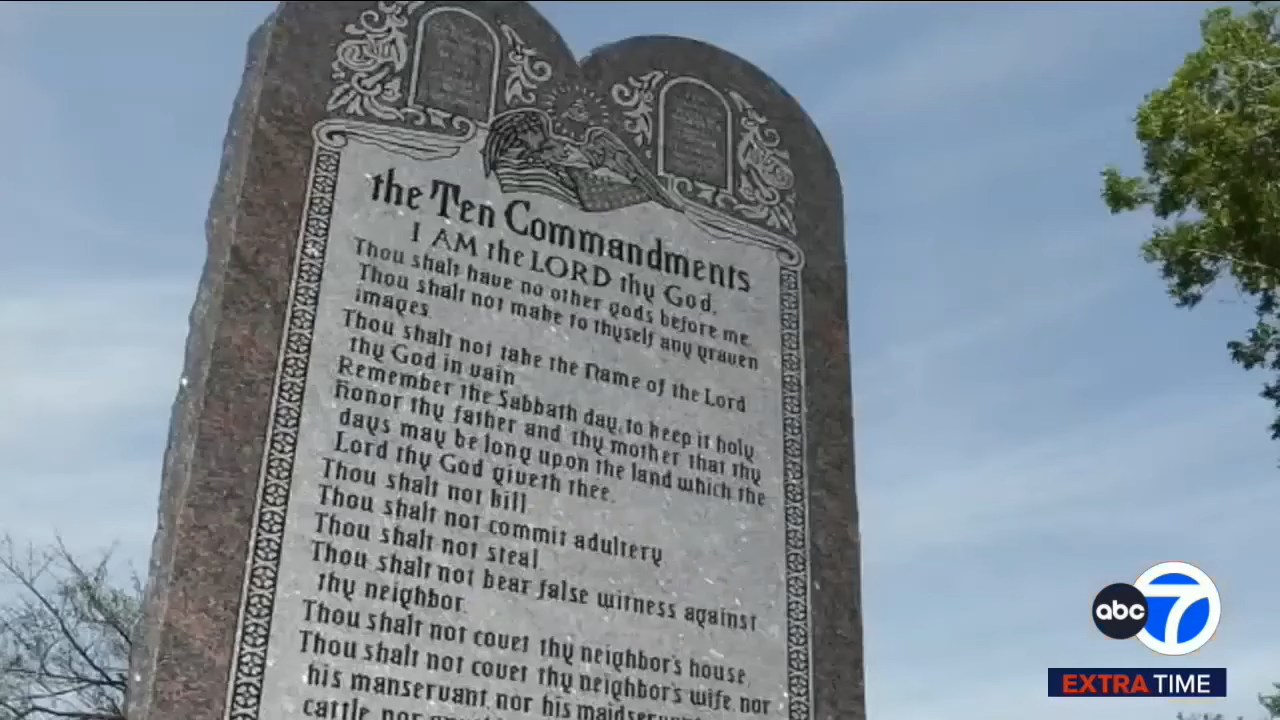 the Ten Commandments
I AM the LORD thy God.
Thou shalt have no other gods before me.
Thou shalt not make to thyself any graven
images.
Thou shalt not take the Name of the Lord
thy God in vain
Remember the Sabbath day, to keep it holy.
Honor thy father and thy mother that thy
days may be long upon the land which the
Lord thy God giveth thee.
Thou shalt not kill
Thou shalt not commit adultery
Thou shalt not steal
Thou shalt not bear false witness against
thy neighbor.
Thou shalt not covet thy neighbor's house.
Thou shalt not covet thy neighbor's wife, nor
his manservant nor his
cattle nor
abc 7
EXTRA TIME